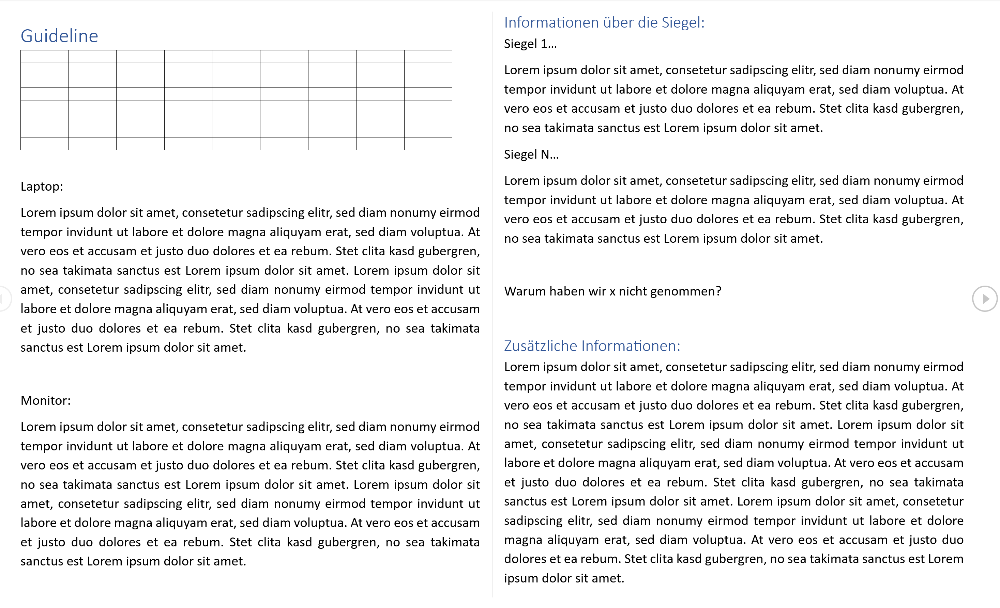 Guideline
Laptop:
Lorem ipsum dolor sit amet, consetetur sadipscing elitr, sed diam nonumy eirmod
tempor invidunt ut labore et dolore magna aliquyam erat, sed diam voluptua. At
vero eos et accusam et justo duo dolores et ea rebum. Stet clita kasd gubergren,
no sea takimata sanctus est Lorem ipsum dolor sit amet. Lorem ipsum dolor sit
amet, consetetur sadipscing elitr, sed diam nonumy eirmod tempor invidunt ut
labore et dolore magna aliquyam erat, sed diam voluptua. At vero eos et accusam
et justo duo dolores et ea rebum. Stet clita kasd gubergren, no sea takimata
sanctus est Lorem ipsum dolor sit amet.
Monitor:
Lorem ipsum dolor sit amet, consetetur sadipscing elitr, sed diam nonumy eirmod
tempor invidunt ut labore et dolore magna aliquyam erat, sed diam voluptua. At
vero eos et accusam et justo duo dolores et ea rebum. Stet clita kasd gubergren,
no sea takimata sanctus est Lorem ipsum dolor sit amet. Lorem ipsum dolor sit
amet, consetetur sadipscing elitr, sed diam nonumy eirmod tempor invidunt ut
labore et dolore magna aliquyam erat, sed diam voluptua. At vero eos et accusam
et justo duo dolores et ea rebum. Stet clita kasd gubergren, no sea takimata
sanctus est Lorem ipsum dolor sit amet.
Informationen über die Siegel:
Siegel 1...
Lorem ipsum dolor sit amet, consetetur sadipscing elitr, sed diam nonumy eirmod
tempor invidunt ut labore et dolore magna aliquyam erat, sed diam voluptua. At
vero eos et accusam et justo duo dolores et ea rebum. Stet clita kasd gubergren,
no sea takimata sanctus est Lorem ipsum dolor sit amet.
Siegel N...
Lorem ipsum dolor sit amet, consetetur sadipscing elitr, sed diam nonumy eirmod
tempor invidunt ut labore et dolore magna aliquyam erat, sed diam voluptua. At
vero eos et accusam et justo duo dolores et ea rebum. Stet clita kasd gubergren,
no sea takimata sanctus est Lorem ipsum dolor sit amet.
Warum haben wir x nicht genommen?
Zusätzliche Informationen:
Lorem ipsum dolor sit amet, consetetur sadipscing elitr, sed diam nonumy eirmod
tempor invidunt ut labore et dolore magna aliquyam erat, sed diam voluptua. At
vero eos et accusam et justo duo dolores et ea rebum. Stet clita kasd gubergren,
no sea takimata sanctus est Lorem ipsum dolor sit amet. Lorem ipsum dolor sit
amet, consetetur sadipscing elitr, sed diam nonumy eirmod tempor invidunt ut
labore et dolore magna aliquyam erat, sed diam voluptua. At vero eos et accusam
et justo duo dolores et ea rebum. Stet clita kasd gubergren, no sea takimata
sanctus est Lorem ipsum dolor sit amet. Lorem ipsum dolor sit amet, consetetur
sadipscing elitr, sed diam nonumy eirmod tempor invidunt ut labore et dolore
magna aliquyam erat, sed diam voluptua. At vero eos et accusam et justo duo
dolores et ea rebum. Stet clita kasd gubergren, no sea takimata sanctus est Lorem
ipsum dolor sit amet.